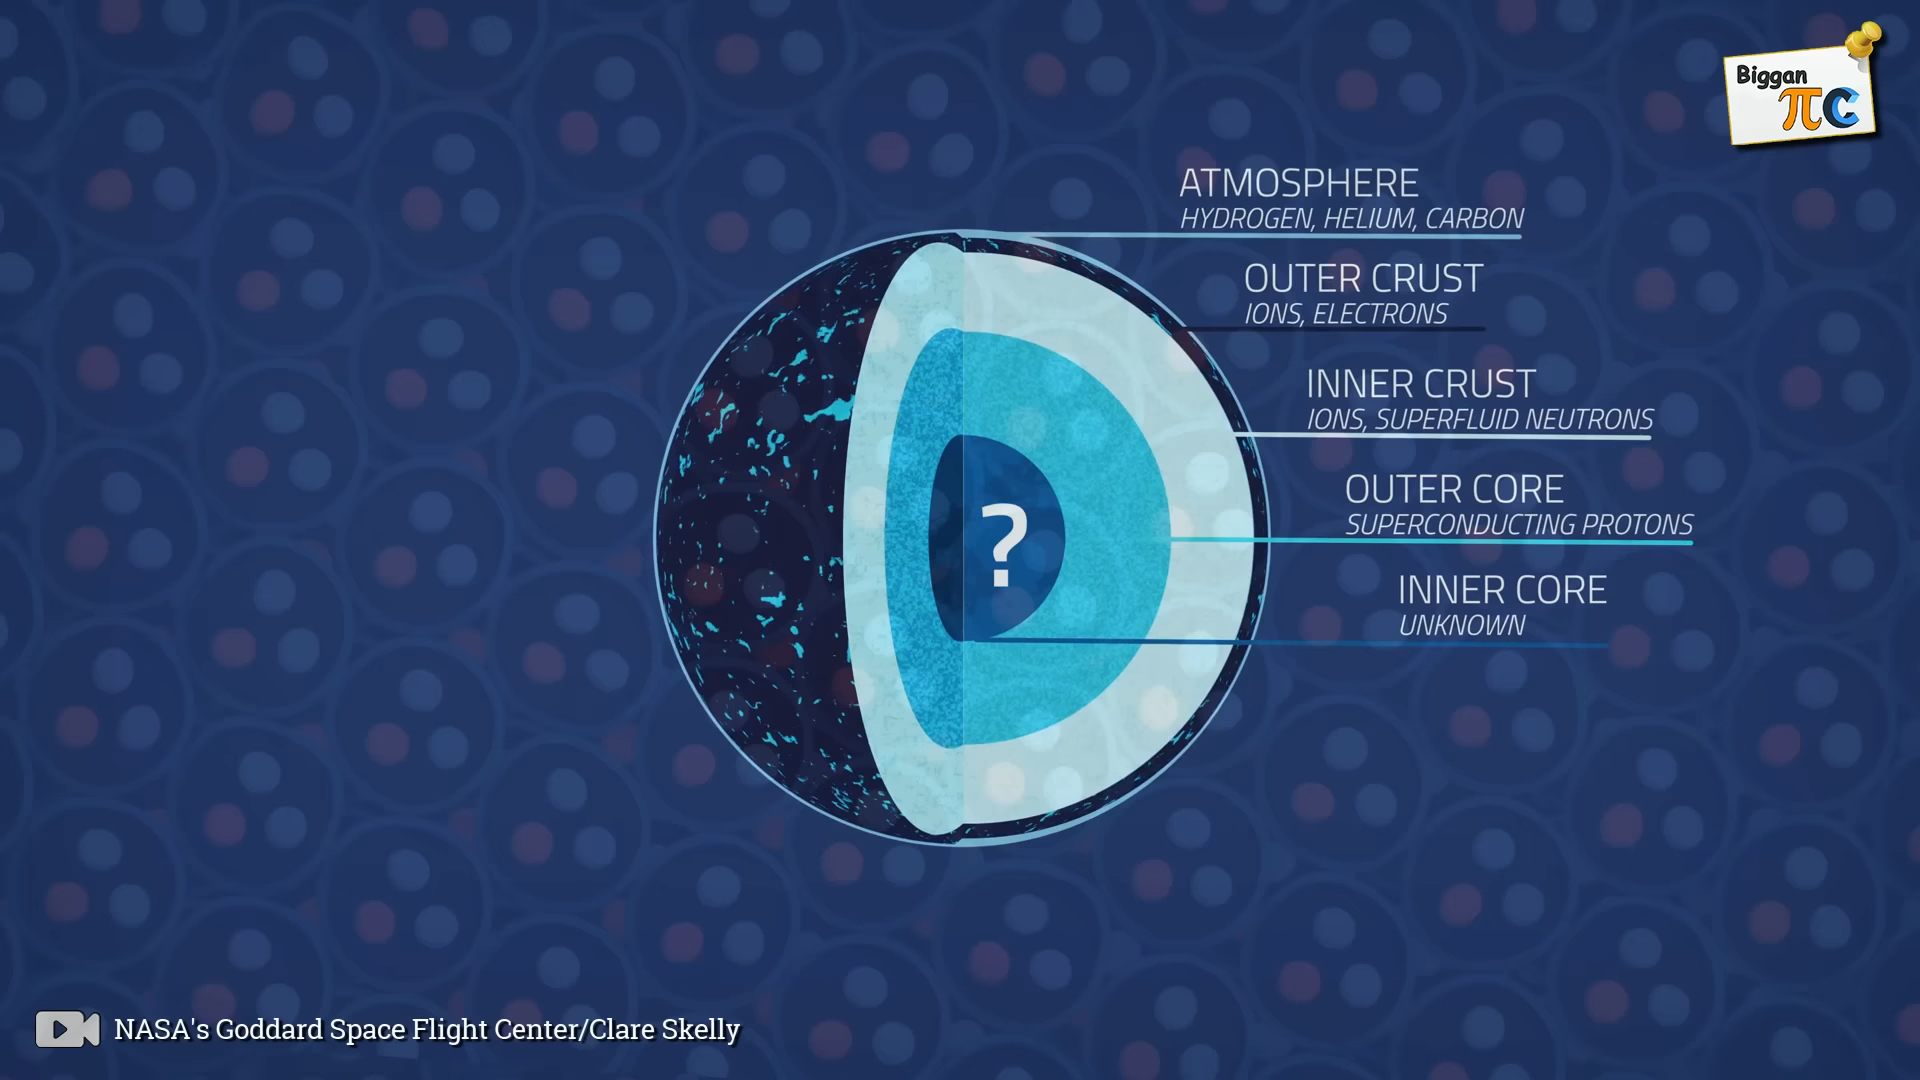 Biggan
πC
ATMOSPHERE
HYDROGEN, HELIUM, CARBON
OUTER CRUST
IONS, ELECTRONS
INNER CRUST
IONS, SUPERFLUID NEUTRONS
OUTER CORE
SUPERCONDUCTING PROTONS
?
INNER CORE
UNKNOWN
NASA's Goddard Space Flight Center/Clare Skelly